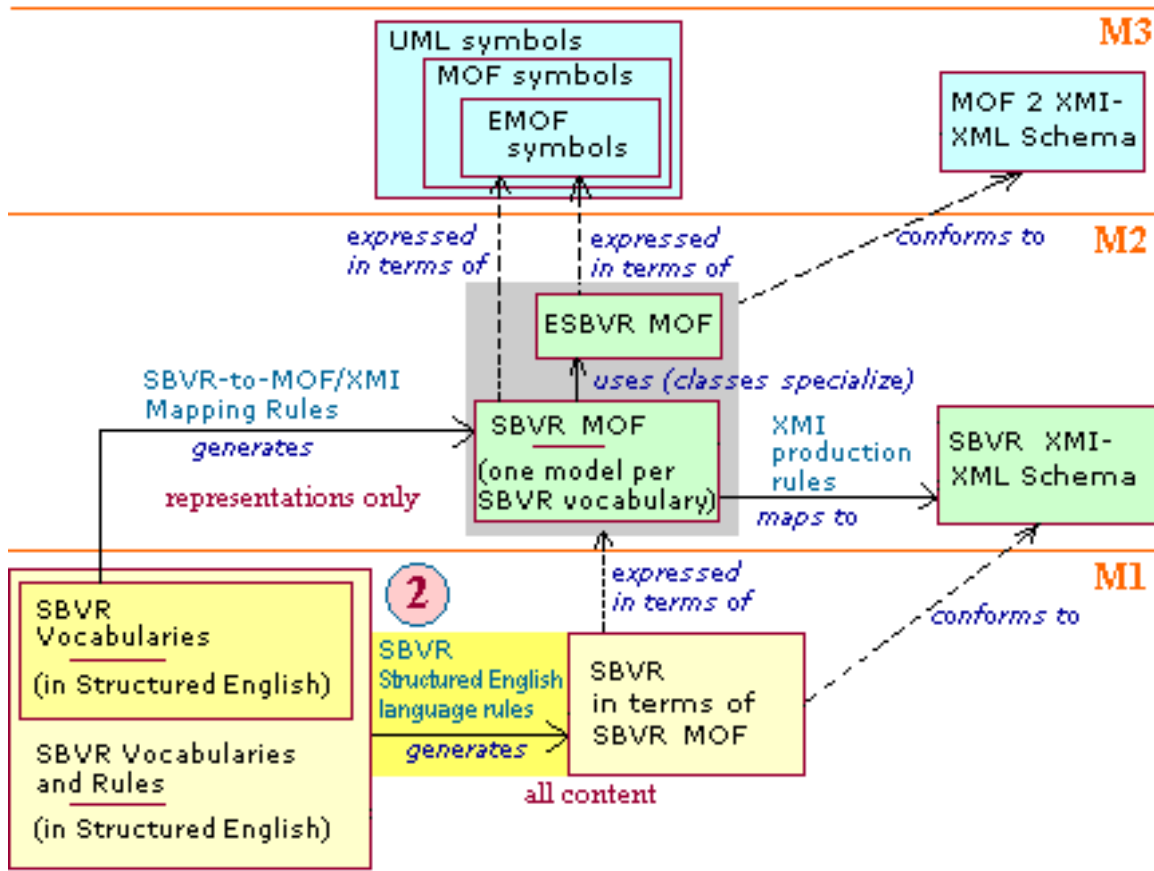 M3
UML symbols
MOF symbols
EMOF
symbols
MOF 2 XMI-
XML Schema
M2
expressed
in terms of
expressed
in terms of
conforms to
ESBVR MOF
uses (classes specialize)
SBVR-to-MOF/XMI
Mapping Rules
generates
representations only
SBVR MOF
(one model per
SBVR vocabulary)
XMI
production
rules
maps to
SBVR XMI-
XML Schema
M1
expressed
in terms of
conforms to
2
SBVR
Vocabularies
(in Structured English)
SBVR Vocabularies
and Rules
(in Structured English)
SBVR
Structured English
language rules
generates
all content
SBVR
in terms of
SBVR MOF